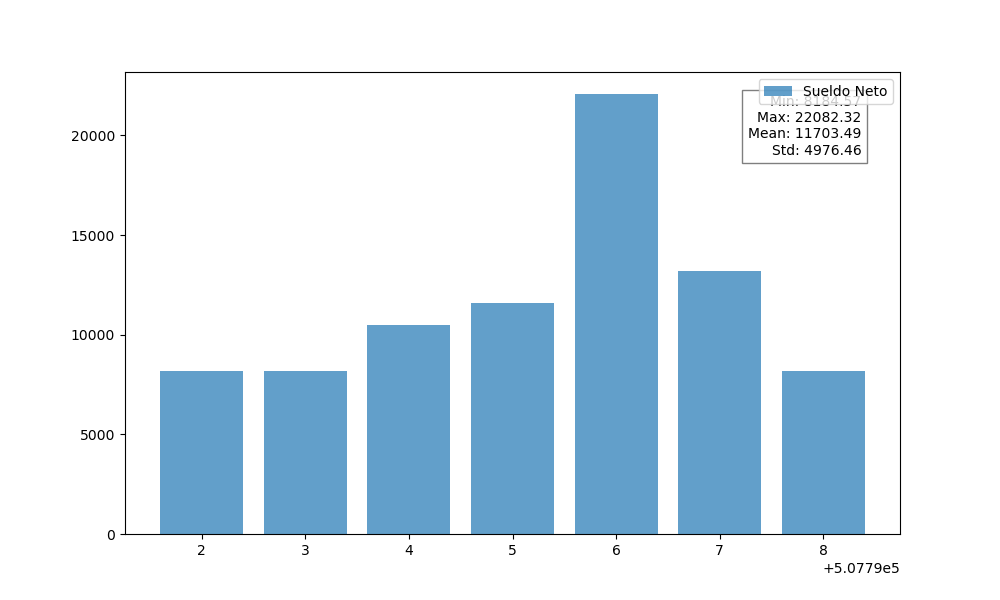 Sueldo Neto
Min: 8184.57
Max: 22082.32
Mean: 11703.49
Std: 4976.46
20000
15000
10000
5000
0
2 3 4 5 6 7 8
+5.0779e5